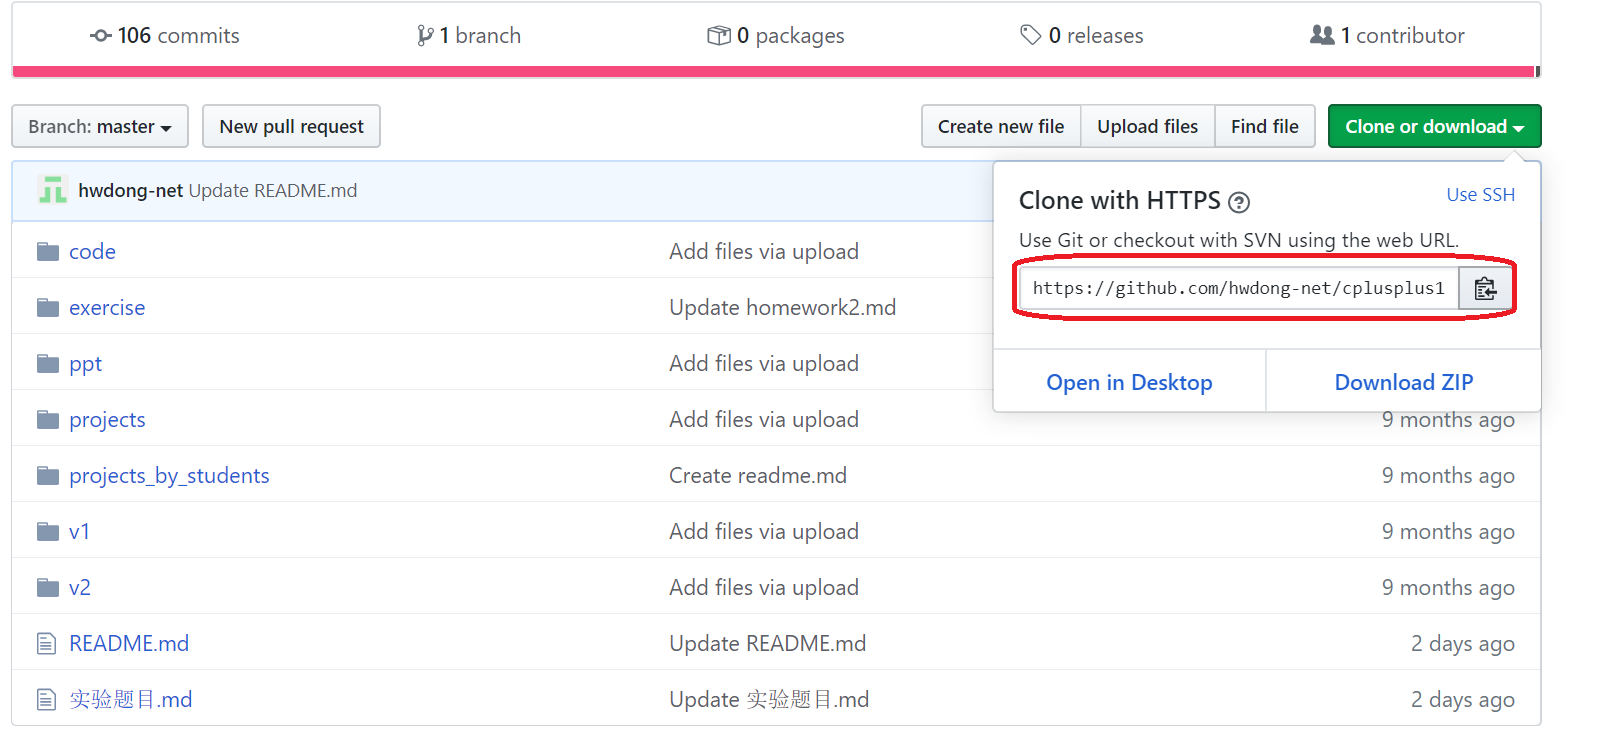 106 commits 1 branch 0 packages 0 releases 1 contributor
Branch: master New pull request Create new file Upload files Find file Clone or download
hwdong-net Update README.md
Clone with HTTPS ? Use SSH
Use Git or checkout with SVN using the web URL.
https://github.com/hwdong-net/cplusplus1
Open in Desktop Download ZIP
code Add files via upload
exercise Update homework2.md
ppt Add files via upload
projects Add files via upload 9 months ago
projects_by_students Create readme.md 9 months ago
v1 Add files via upload 9 months ago
v2 Add files via upload 9 months ago
README.md Update README.md 2 days ago
实验题目.md Update 实验题目.md 2 days ago